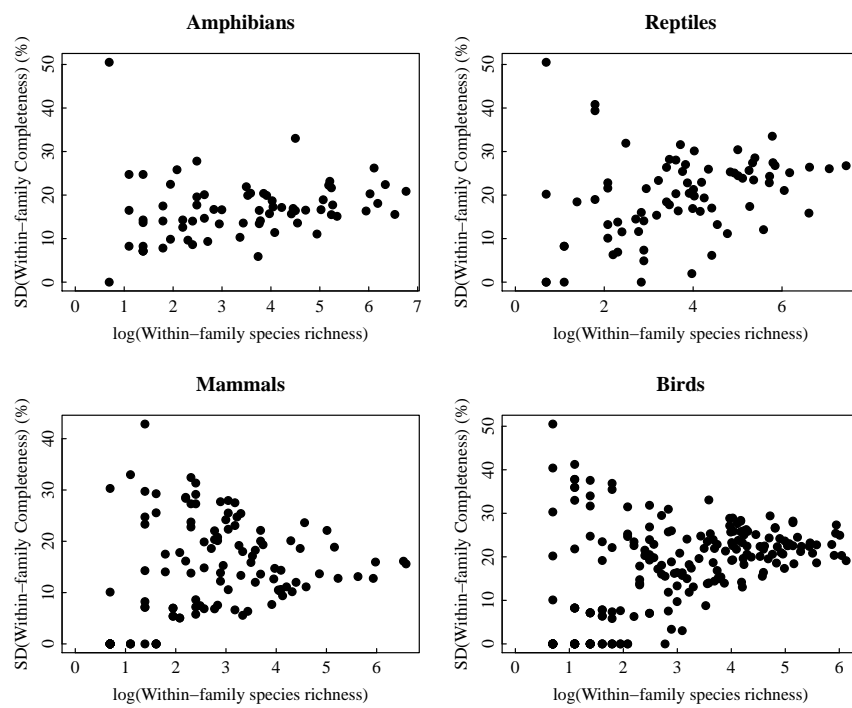 Amphibians
SD(Within−family Completeness) (%)
50
40
30
20
10
0
0 1 2 3 4 5 6 7
log(Within−family species richness)
Reptiles
SD(Within−family Completeness) (%)
50
40
30
20
10
0
0 2 4 6
log(Within−family species richness)
Mammals
SD(Within−family Completeness) (%)
40
30
20
10
0
0 1 2 3 4 5 6
log(Within−family species richness)
Birds
SD(Within−family Completeness) (%)
50
40
30
20
10
0
0 1 2 3 4 5 6
log(Within−family species richness)